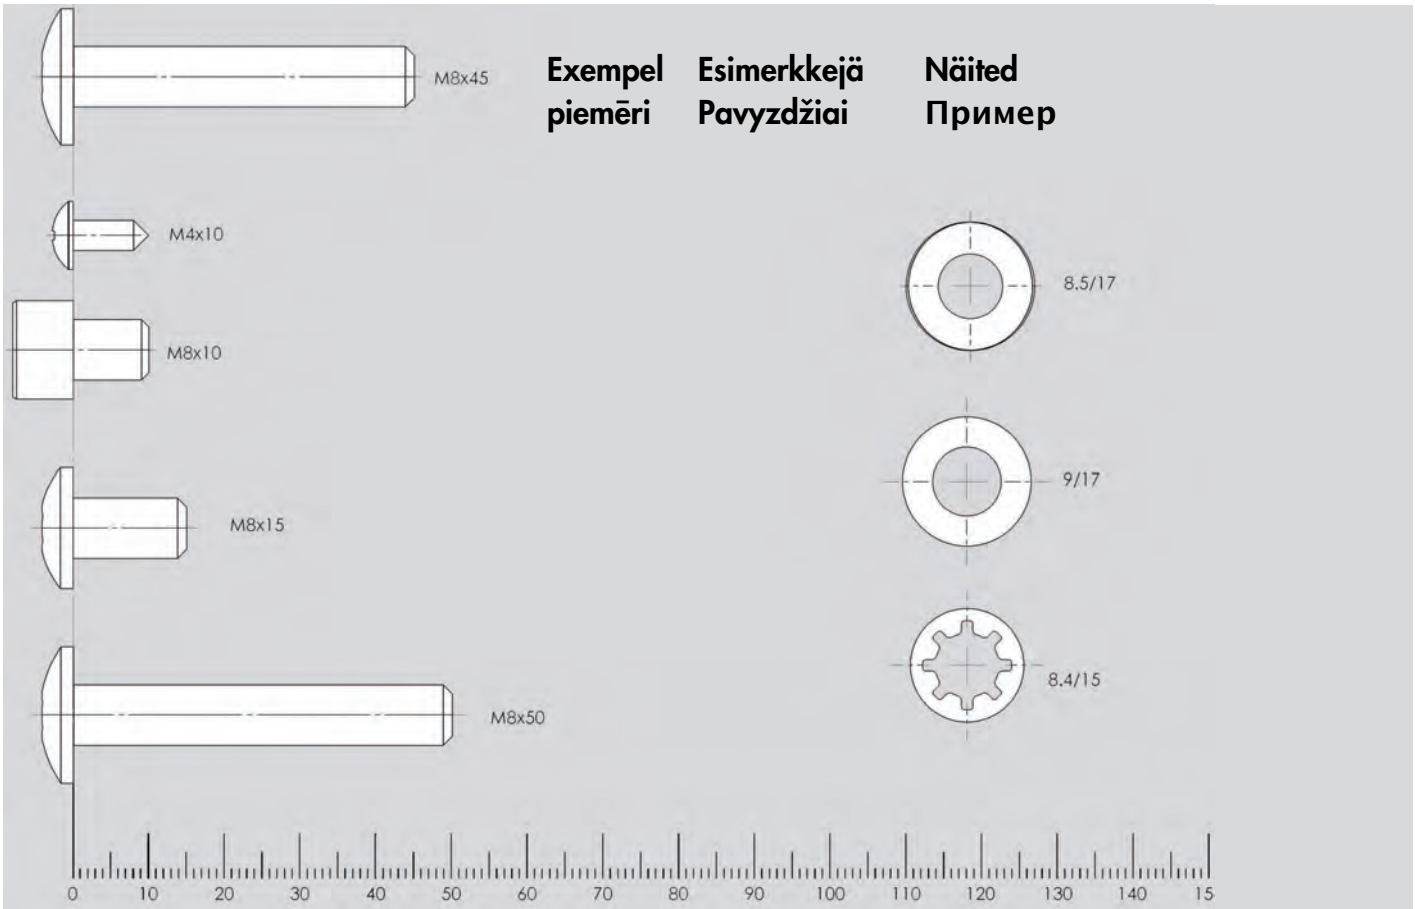 M8x45
Exempel Esimerkkejä Näited
piemēri Pavyzdžiai Пример
M4x10
8.5/17
M8x10
9/17
M8x15
8.4/15
M8x50
0 10 20 30 40 50 60 70 80 90 100 110 120 130 140 15